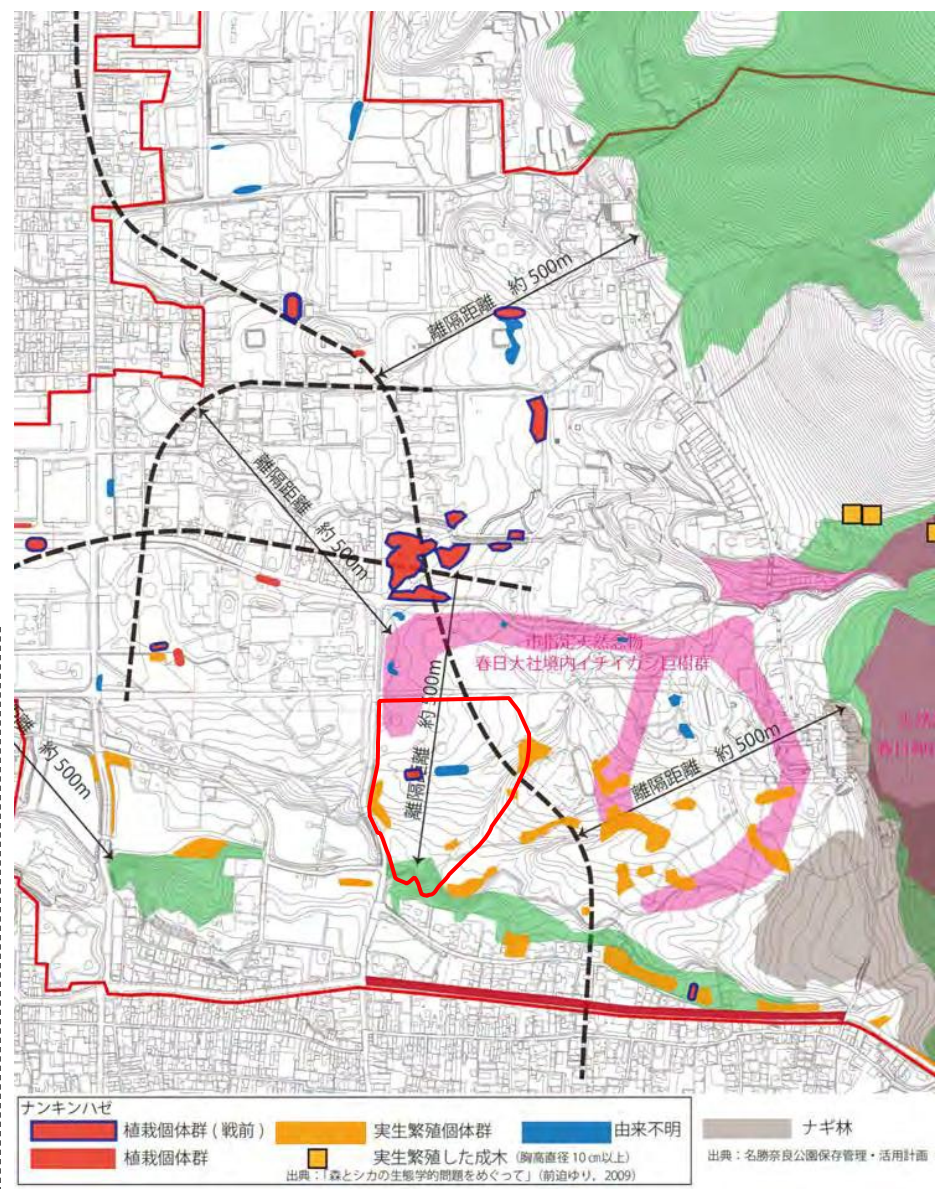 離隔距離 約500m
離隔距離 約500m
市指定天然記念物
春日大社境内イチイガシ巨樹群
離隔距離 約500m
離隔距離 約500m
約500m
ナンキンハゼ
植栽個体群(戦前)
実生繁殖個体群
由来不明
ナギ林
植栽個体群
実生繁殖した成木(胸高直径10㎝以上)
出典:名勝奈良公園保存管理・活用計画
出典:「森とシカの生態学的問題をめぐって」(前迫ゆり, 2009)